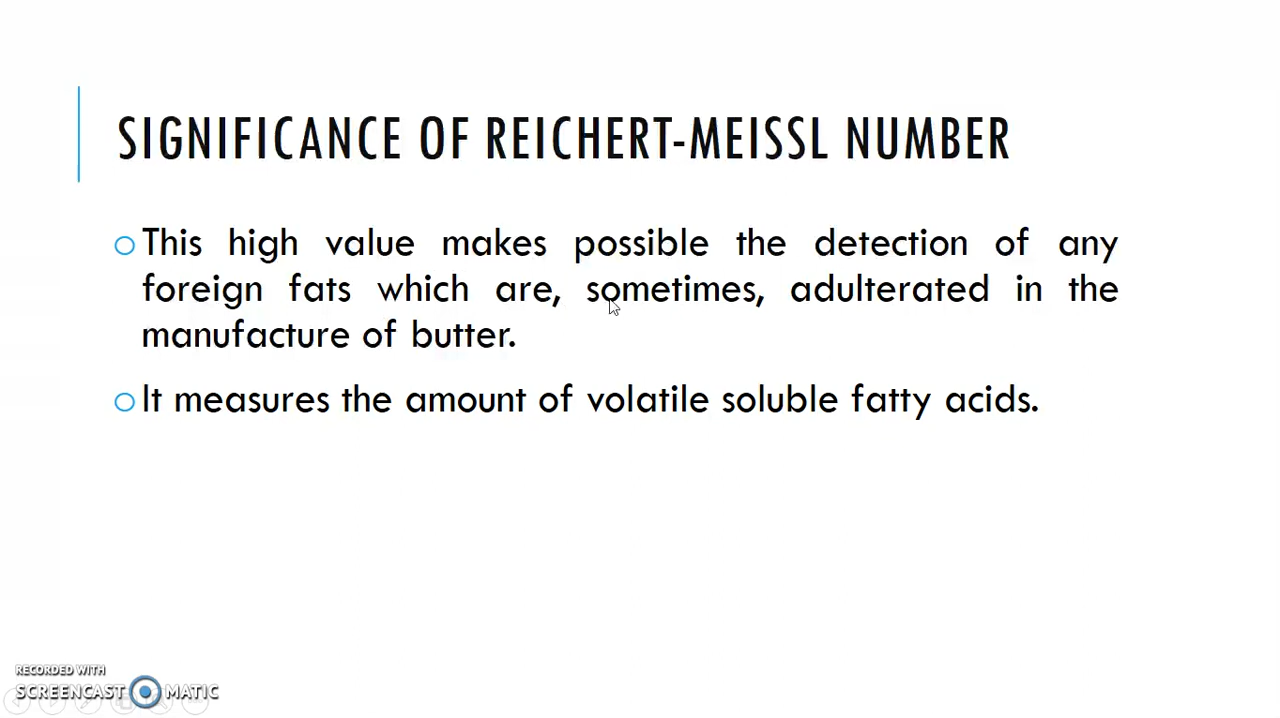 SIGNIFICANCE OF REICHERT-MEISSL NUMBER
This high value makes possible the detection of any
foreign fats which are, sometimes, adulterated in the
manufacture of butter.
It measures the amount of volatile soluble fatty acids.
RECORDED WITH
SCREENCAST MATIC